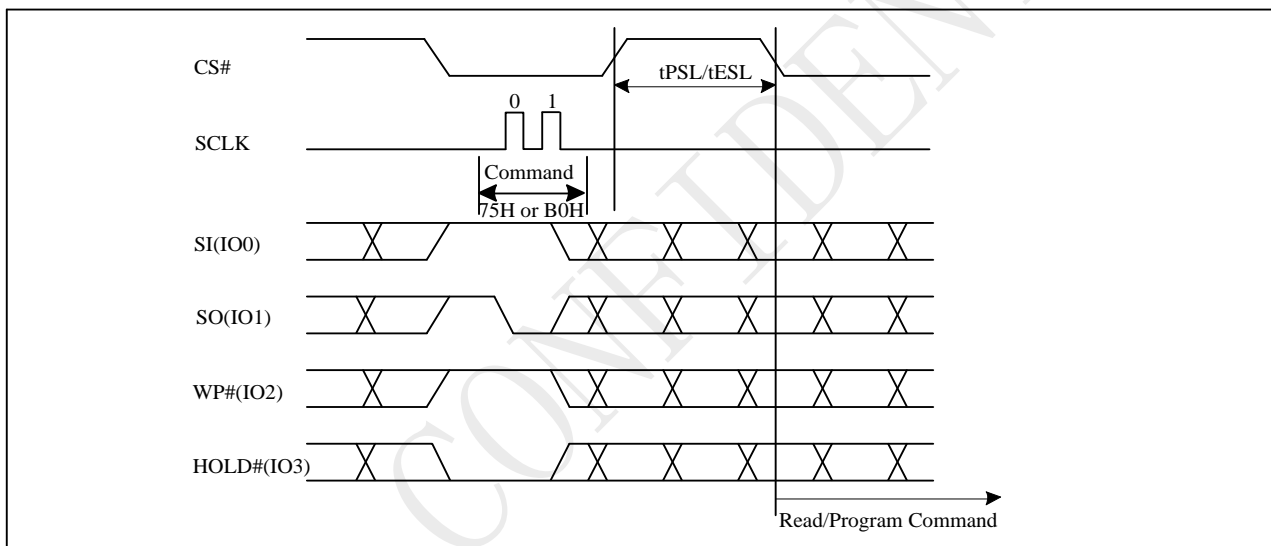 CS#
tPSL/tESL
0 1
SCLK
Command
75H or B0H
SI(IO0)
SO(IO1)
WP#(IO2)
HOLD#(IO3)
Read/Program Command
CONFIDEN